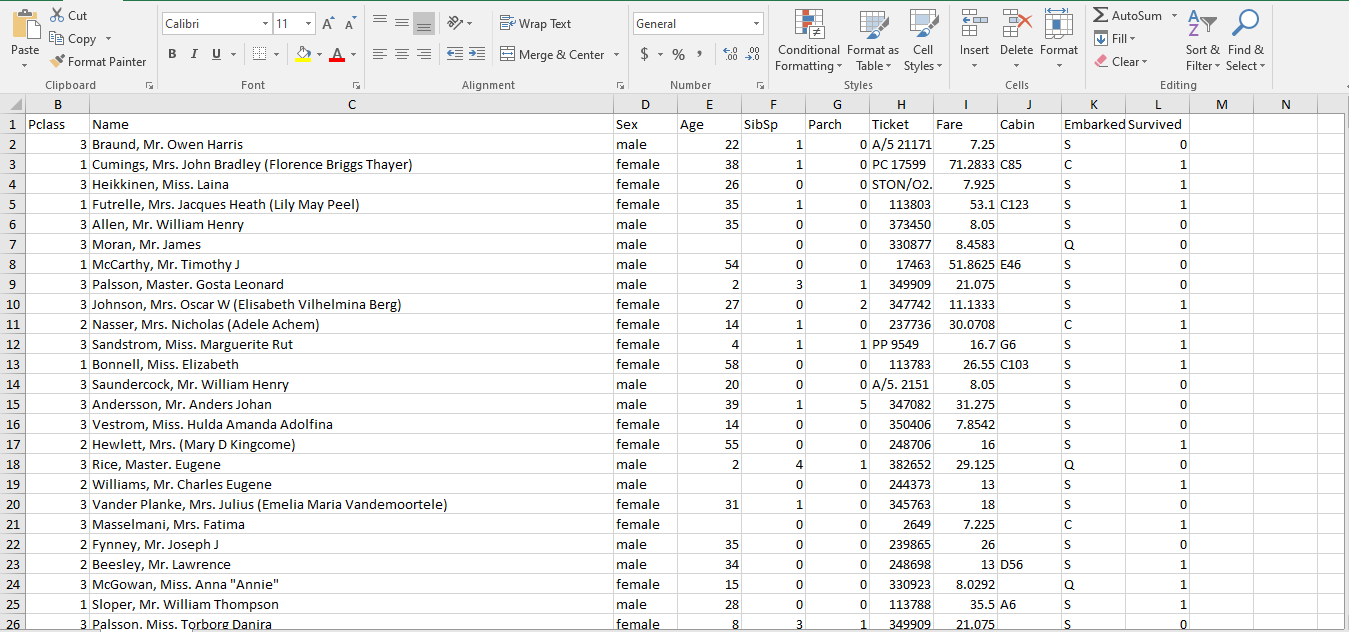 Cut
Copy
Format Painter
Paste
Clipboard
Calibri 11 A A
B I U A
Font
Wrap Text
Merge & Center
Alignment
General
$ % , .0 .00 .00 .0
Number
Conditional Formatting
Format as Table
Cell Styles
Styles
Insert
Delete
Format
Cells
AutoSum
Fill
Clear
A Z
Sort & Filter
Find & Select
Editing
B C D E F G H I J K L M N
1 Pclass Name Sex Age SibSp Parch Ticket Fare Cabin Embarked Survived
2 3 Braund, Mr. Owen Harris male 22 1 0 A/5 21171 7.25 S 0
3 1 Cumings, Mrs. John Bradley (Florence Briggs Thayer) female 38 1 0 PC 17599 71.2833 C85 C 1
4 3 Heikkinen, Miss. Laina female 26 0 0 STON/O2. 7.925 S 1
5 1 Futrelle, Mrs. Jacques Heath (Lily May Peel) female 35 1 0 113803 53.1 C123 S 1
6 3 Allen, Mr. William Henry male 35 0 0 373450 8.05 S 0
7 3 Moran, Mr. James male 0 0 330877 8.4583 Q 0
8 1 McCarthy, Mr. Timothy J male 54 0 0 17463 51.8625 E46 S 0
9 3 Palsson, Master. Gosta Leonard male 2 3 1 349909 21.075 S 0
10 3 Johnson, Mrs. Oscar W (Elisabeth Vilhelmina Berg) female 27 0 2 347742 11.1333 S 1
11 2 Nasser, Mrs. Nicholas (Adele Achem) female 14 1 0 237736 30.0708 C 1
12 3 Sandstrom, Miss. Marguerite Rut female 4 1 1 PP 9549 16.7 G6 S 1
13 1 Bonnell, Miss. Elizabeth female 58 0 0 113783 26.55 C103 S 1
14 3 Saundercock, Mr. William Henry male 20 0 0 A/5. 2151 8.05 S 0
15 3 Andersson, Mr. Anders Johan male 39 1 5 347082 31.275 S 0
16 3 Vestrom, Miss. Hulda Amanda Adolfina female 14 0 0 350406 7.8542 S 0
17 2 Hewlett, Mrs. (Mary D Kingcome) female 55 0 0 248706 16 S 1
18 3 Rice, Master. Eugene male 2 4 1 382652 29.125 Q 0
19 2 Williams, Mr. Charles Eugene male 0 0 244373 13 S 1
20 3 Vander Planke, Mrs. Julius (Emelia Maria Vandemoortele) female 31 1 0 345763 18 S 0
21 3 Masselmani, Mrs. Fatima female 0 0 2649 7.225 C 1
22 2 Fynney, Mr. Joseph J male 35 0 0 239865 26 S 0
23 2 Beesley, Mr. Lawrence male 34 0 0 248698 13 D56 S 1
24 3 McGowan, Miss. Anna "Annie" female 15 0 0 330923 8.0292 Q 1
25 1 Sloper, Mr. William Thompson male 28 0 0 113788 35.5 A6 S 1
26 3 Palsson, Miss. Torborg Danira female 8 3 1 349909 21.075 S 0